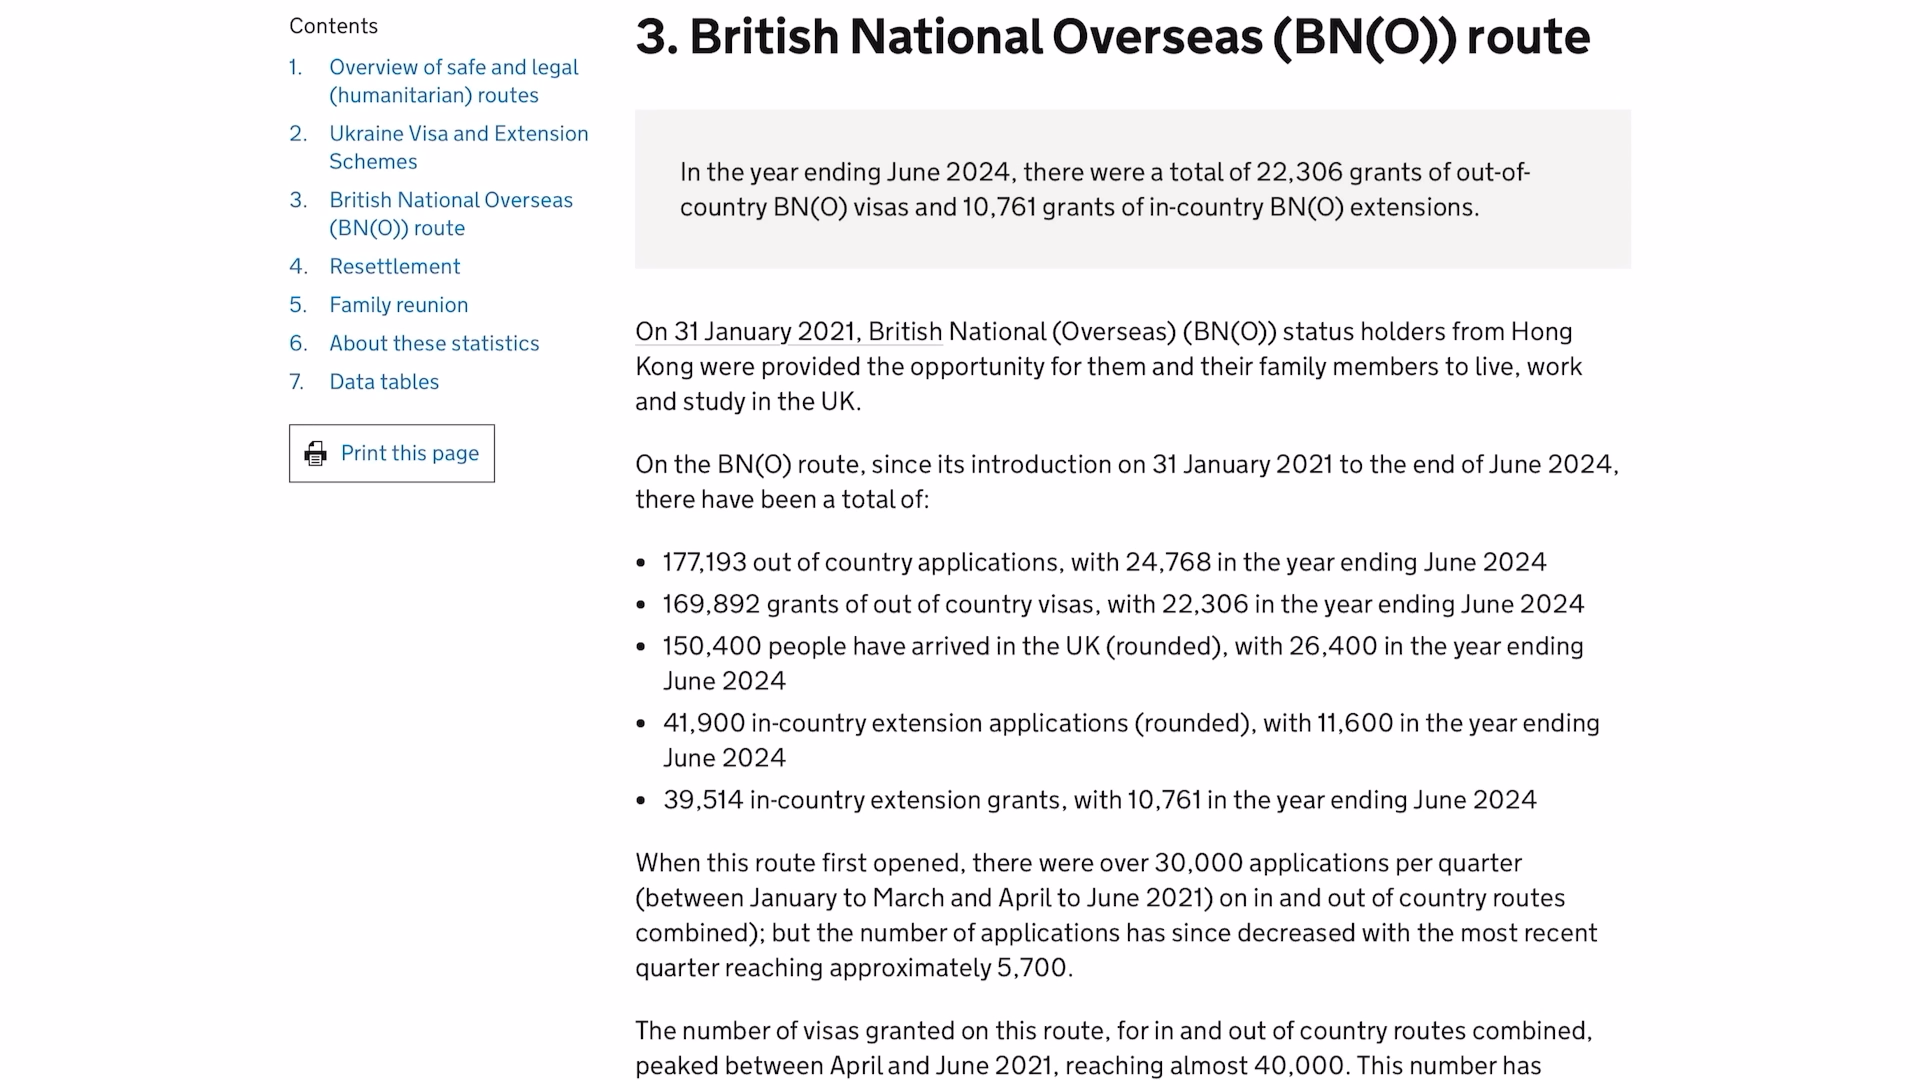 Contents
1. Overview of safe and legal
(humanitarian) routes
2. Ukraine Visa and Extension
Schemes
3. British National Overseas
(BN(O)) route
4. Resettlement
5. Family reunion
6. About these statistics
7. Data tables
Print this page
3. British National Overseas (BN(O)) route
In the year ending June 2024, there were a total of 22,306 grants of out-of-
country BN(O) visas and 10,761 grants of in-country BN(O) extensions.
On 31 January 2021, British National (Overseas) (BN(O)) status holders from Hong
Kong were provided the opportunity for them and their family members to live, work
and study in the UK.
On the BN(O) route, since its introduction on 31 January 2021 to the end of June 2024,
there have been a total of:
• 177,193 out of country applications, with 24,768 in the year ending June 2024
• 169,892 grants of out of country visas, with 22,306 in the year ending June 2024
• 150,400 people have arrived in the UK (rounded), with 26,400 in the year ending
June 2024
• 41,900 in-country extension applications (rounded), with 11,600 in the year ending
June 2024
• 39,514 in-country extension grants, with 10,761 in the year ending June 2024
When this route first opened, there were over 30,000 applications per quarter
(between January to March and April to June 2021) on in and out of country routes
combined); but the number of applications has since decreased with the most recent
quarter reaching approximately 5,700.
The number of visas granted on this route, for in and out of country routes combined,
peaked between April and June 2021, reaching almost 40,000. This number has